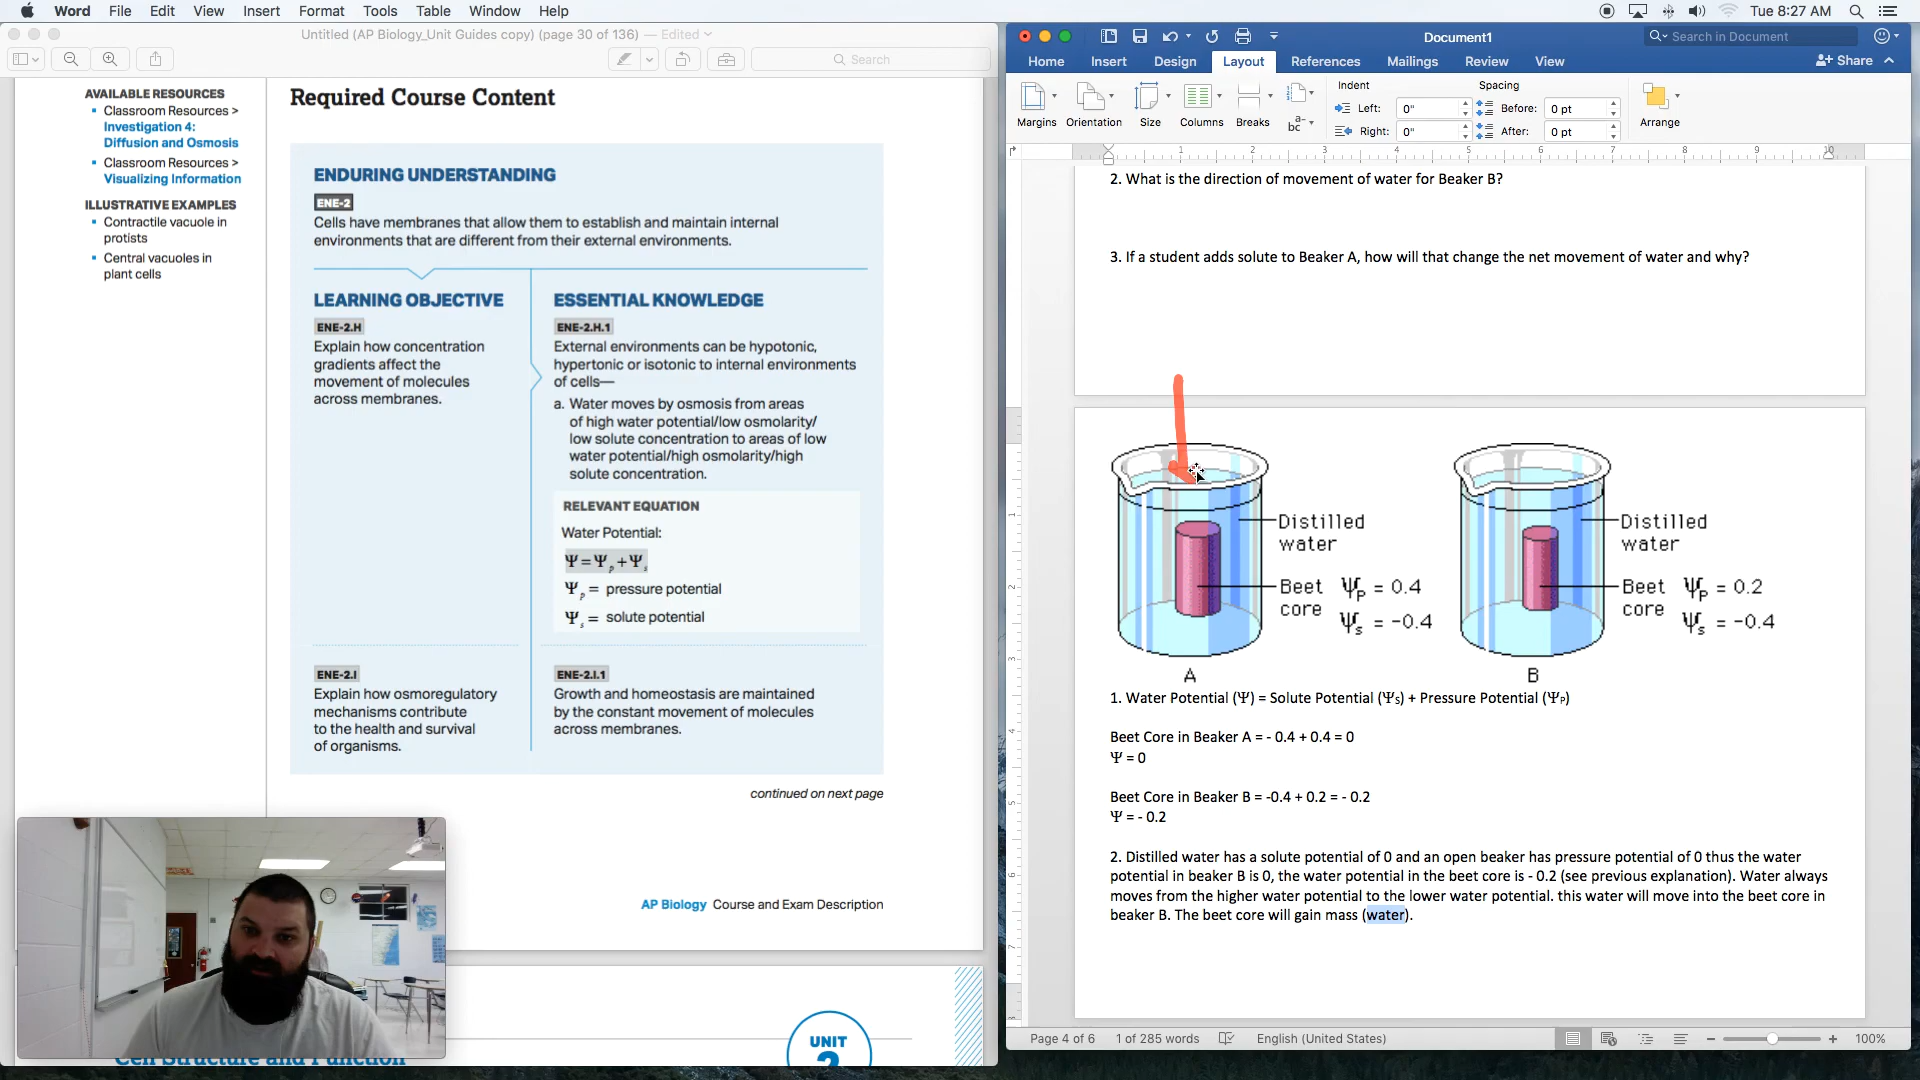 Word File Edit View Insert Format Tools Table Window Help
Tue 8:27 AM
Untitled (AP Biology_Unit Guides copy) (page 30 of 136) — Edited
Search
AVAILABLE RESOURCES
Classroom Resources >
Investigation 4:
Diffusion and Osmosis
Classroom Resources >
Visualizing Information
ILLUSTRATIVE EXAMPLES
Contractile vacuole in
protists
Central vacuoles in
plant cells
Required Course Content
ENDURING UNDERSTANDING
ENE-2
Cells have membranes that allow them to establish and maintain internal
environments that are different from their external environments.
LEARNING OBJECTIVE
ENE-2.H
Explain how concentration
gradients affect the
movement of molecules
across membranes.
ESSENTIAL KNOWLEDGE
ENE-2.H.1
External environments can be hypotonic,
hypertonic or isotonic to internal environments
of cells—
a. Water moves by osmosis from areas
of high water potential/low osmolarity/
low solute concentration to areas of low
water potential/high osmolarity/high
solute concentration.
RELEVANT EQUATION
Water Potential:
Ψ = Ψp + Ψs
Ψp = pressure potential
Ψs = solute potential
ENE-2.I
Explain how osmoregulatory
mechanisms contribute
to the health and survival
of organisms.
ENE-2.I.1
Growth and homeostasis are maintained
by the constant movement of molecules
across membranes.
continued on next page
AP Biology Course and Exam Description
UNIT
2
Cell Structure and Function
Document1
Search in Document
Home Insert Design Layout References Mailings Review View
Share
Margins Orientation Size Columns Breaks
Indent
Left: 0"
Right: 0"
Spacing
Before: 0 pt
After: 0 pt
Arrange
1 2 3 4 5 6 7 8 9 10
2. What is the direction of movement of water for Beaker B?
3. If a student adds solute to Beaker A, how will that change the net movement of water and why?
Distilled
water
Beet
core
Ψp = 0.4
Ψs = -0.4
A
Distilled
water
Beet
core
Ψp = 0.2
Ψs = -0.4
B
1. Water Potential (Ψ) = Solute Potential (Ψs) + Pressure Potential (ΨP)
Beet Core in Beaker A = - 0.4 + 0.4 = 0
Ψ = 0
Beet Core in Beaker B = -0.4 + 0.2 = - 0.2
Ψ = - 0.2
2. Distilled water has a solute potential of 0 and an open beaker has pressure potential of 0 thus the water
potential in beaker B is 0, the water potential in the beet core is - 0.2 (see previous explanation). Water always
moves from the higher water potential to the lower water potential. this water will move into the beet core in
beaker B. The beet core will gain mass (water).
Page 4 of 6 1 of 285 words English (United States) 100%